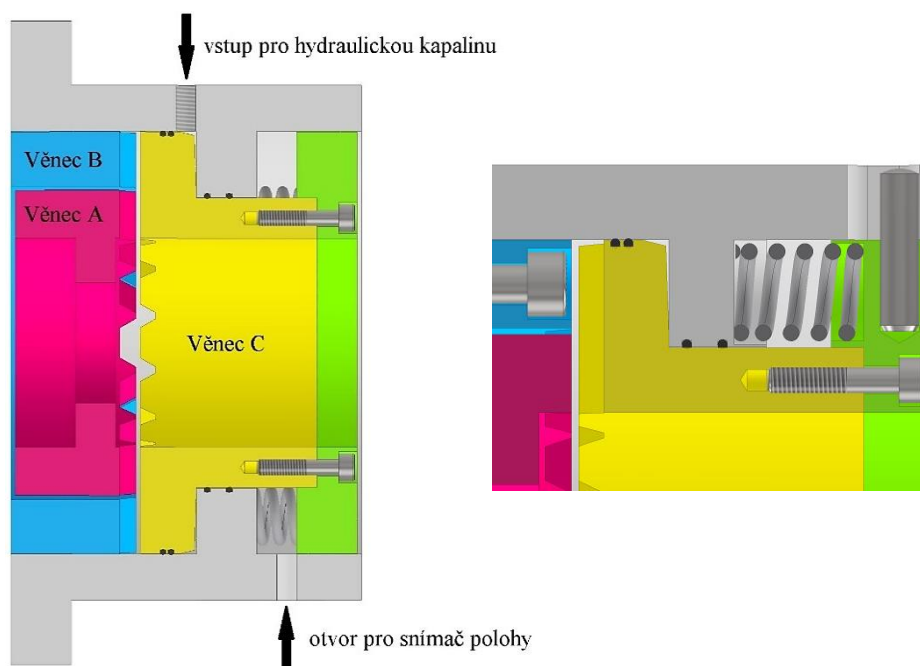 vstup pro hydraulickou kapalinu
Věnec B
Věnec A
Věnec C
otvor pro snímač polohy